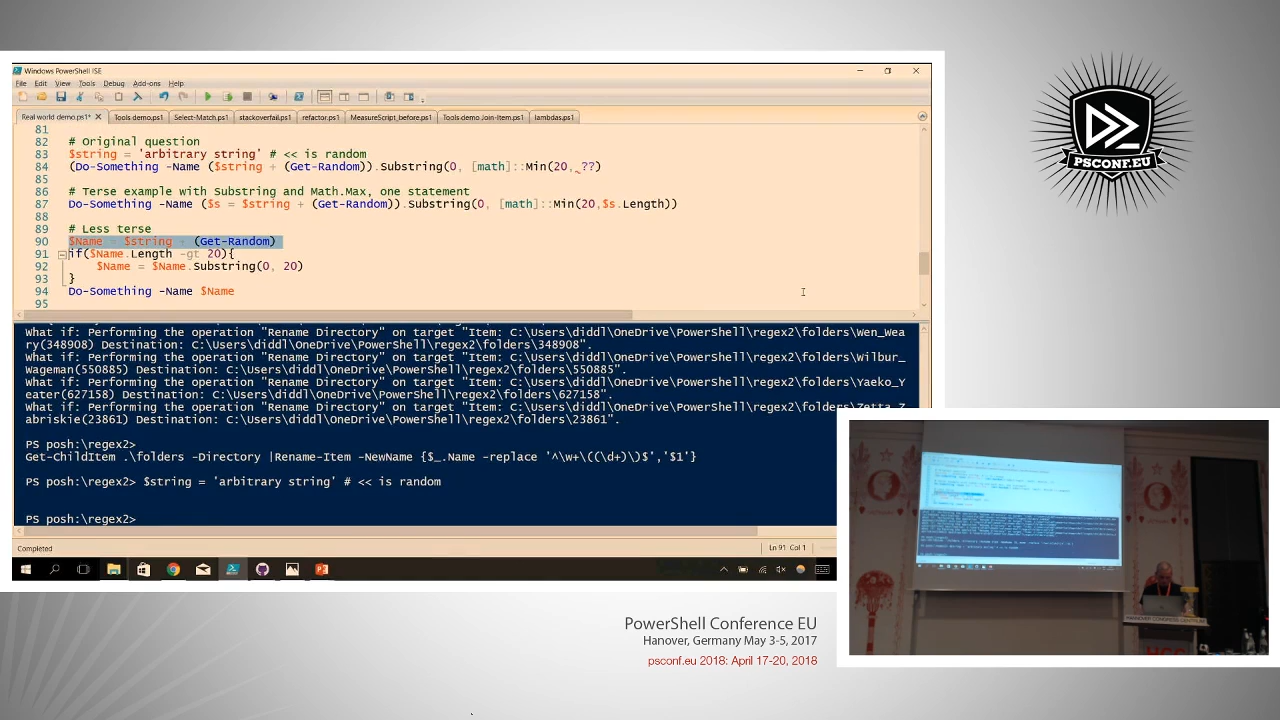 Windows PowerShell ISE
File Edit View Tools Debug Add-ons Help
Real world demo.ps1* Tools demo.ps1 Select-Match.ps1 stackoverfail.ps1 refactor.ps1 MeasureScript_before.ps1 Tools demo Join-Item.ps1 lambdas.ps1
81
82 # Original question
83 $string = 'arbitrary string' # << is random
84 (Do-Something -Name ($string + (Get-Random)).Substring(0, [math]::Min(20, ??)
85
86 # Terse example with Substring and Math.Max, one statement
87 Do-Something -Name ($s = $string + (Get-Random)).Substring(0, [math]::Min(20,$s.Length))
88
89 # Less terse
90 $Name = $string + (Get-Random)
91 if($Name.Length -gt 20){
92 $Name = $Name.Substring(0, 20)
93 }
94 Do-Something -Name $Name
95
What if: Performing the operation "Rename Directory" on target "Item: C:\Users\diddl\OneDrive\PowerShell\regex2\folders\Wen_Wea
ry(348908) Destination: C:\Users\diddl\OneDrive\PowerShell\regex2\folders\348908".
What if: Performing the operation "Rename Directory" on target "Item: C:\Users\diddl\OneDrive\PowerShell\regex2\folders\Wilbur_
Wageman(550885) Destination: C:\Users\diddl\OneDrive\PowerShell\regex2\folders\550885".
What if: Performing the operation "Rename Directory" on target "Item: C:\Users\diddl\OneDrive\PowerShell\regex2\folders\Yaeko_Y
eater(627158) Destination: C:\Users\diddl\OneDrive\PowerShell\regex2\folders\627158".
What if: Performing the operation "Rename Directory" on target "Item: C:\Users\diddl\OneDrive\PowerShell\regex2\folders\Zetta_Z
abriskie(23861) Destination: C:\Users\diddl\OneDrive\PowerShell\regex2\folders\23861".
PS posh:\regex2>
Get-ChildItem .\folders -Directory |Rename-Item -NewName {$_.Name -replace '^\w+\((\d+)\)$','$1'}
PS posh:\regex2> $string = 'arbitrary string' # << is random
PS posh:\regex2>
Completed
Ln 91 Col 1
PSCONF.EU
PowerShell Conference EU
Hanover, Germany May 3-5, 2017
psconf.eu 2018: April 17-20, 2018
HANNOVER CONGRESS CENTRUM
HCC